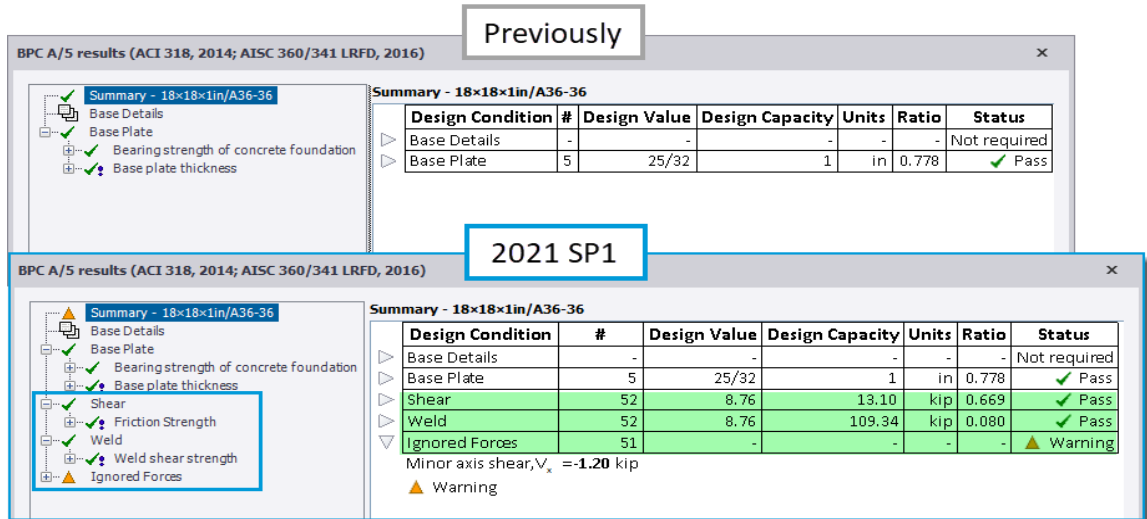 Previously
BPC A/5 results (ACI 318, 2014; AISC 360/341 LRFD, 2016) ×
Summary - 18×18×1in/A36-36
Base Details
Base Plate
Bearing strength of concrete foundation
Base plate thickness
Summary - 18×18×1in/A36-36
Design Condition # Design Value Design Capacity Units Ratio Status
Base Details - - - - - Not required
Base Plate 5 25/32 1 in 0.778 ✓ Pass
2021 SP1
BPC A/5 results (ACI 318, 2014; AISC 360/341 LRFD, 2016) ×
Summary - 18×18×1in/A36-36
Base Details
Base Plate
Bearing strength of concrete foundation
Base plate thickness
Shear
Friction Strength
Weld
Weld shear strength
Ignored Forces
Summary - 18×18×1in/A36-36
Design Condition # Design Value Design Capacity Units Ratio Status
Base Details - - - - - Not required
Base Plate 5 25/32 1 in 0.778 ✓ Pass
Shear 52 8.76 13.10 kip 0.669 ✓ Pass
Weld 52 8.76 109.34 kip 0.080 ✓ Pass
Ignored Forces 51 - - - - Warning
Minor axis shear,Vx =-1.20 kip
Warning